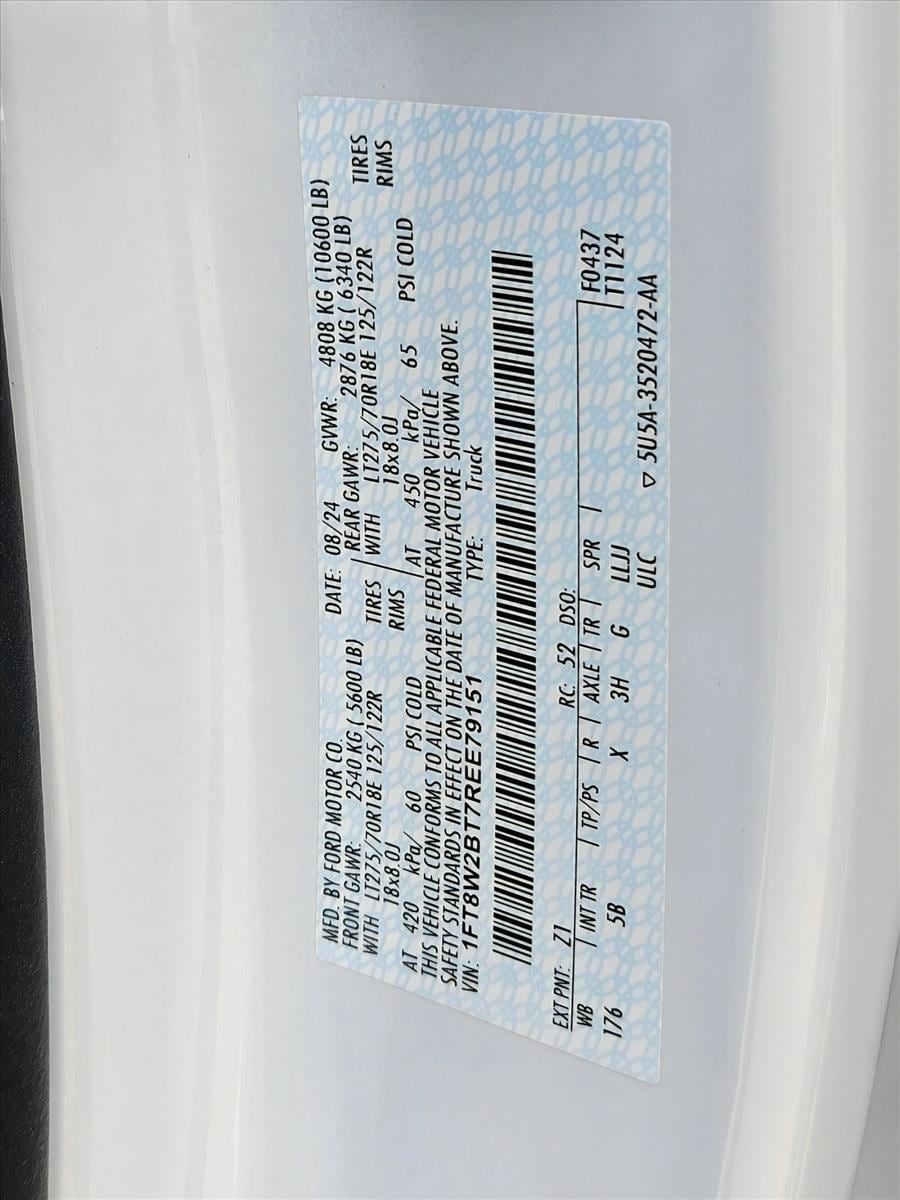 MFD. BY FORD MOTOR CO. DATE: 08/24 GVWR: 4808 KG (10600 LB)
FRONT GAWR: 2540 KG ( 5600 LB) REAR GAWR: 2876 KG ( 6340 LB)
WITH LT275/70R18E 125/122R TIRES WITH LT275/70R18E 125/122R TIRES
18x8.0J RIMS 18x8.0J RIMS
AT 420 kPa/ 60 PSI COLD AT 450 kPa/ 65 PSI COLD
THIS VEHICLE CONFORMS TO ALL APPLICABLE FEDERAL MOTOR VEHICLE
SAFETY STANDARDS IN EFFECT ON THE DATE OF MANUFACTURE SHOWN ABOVE.
VIN: 1FT8W2BT7REE79151 TYPE: Truck
EXT PNT: Z1 RC: 52 DSO:
WB INT TR TP/PS R AXLE TR SPR F0437
176 5B X 3H G LLJJ T1124
ULC ▽ 5U5A-3520472-AA